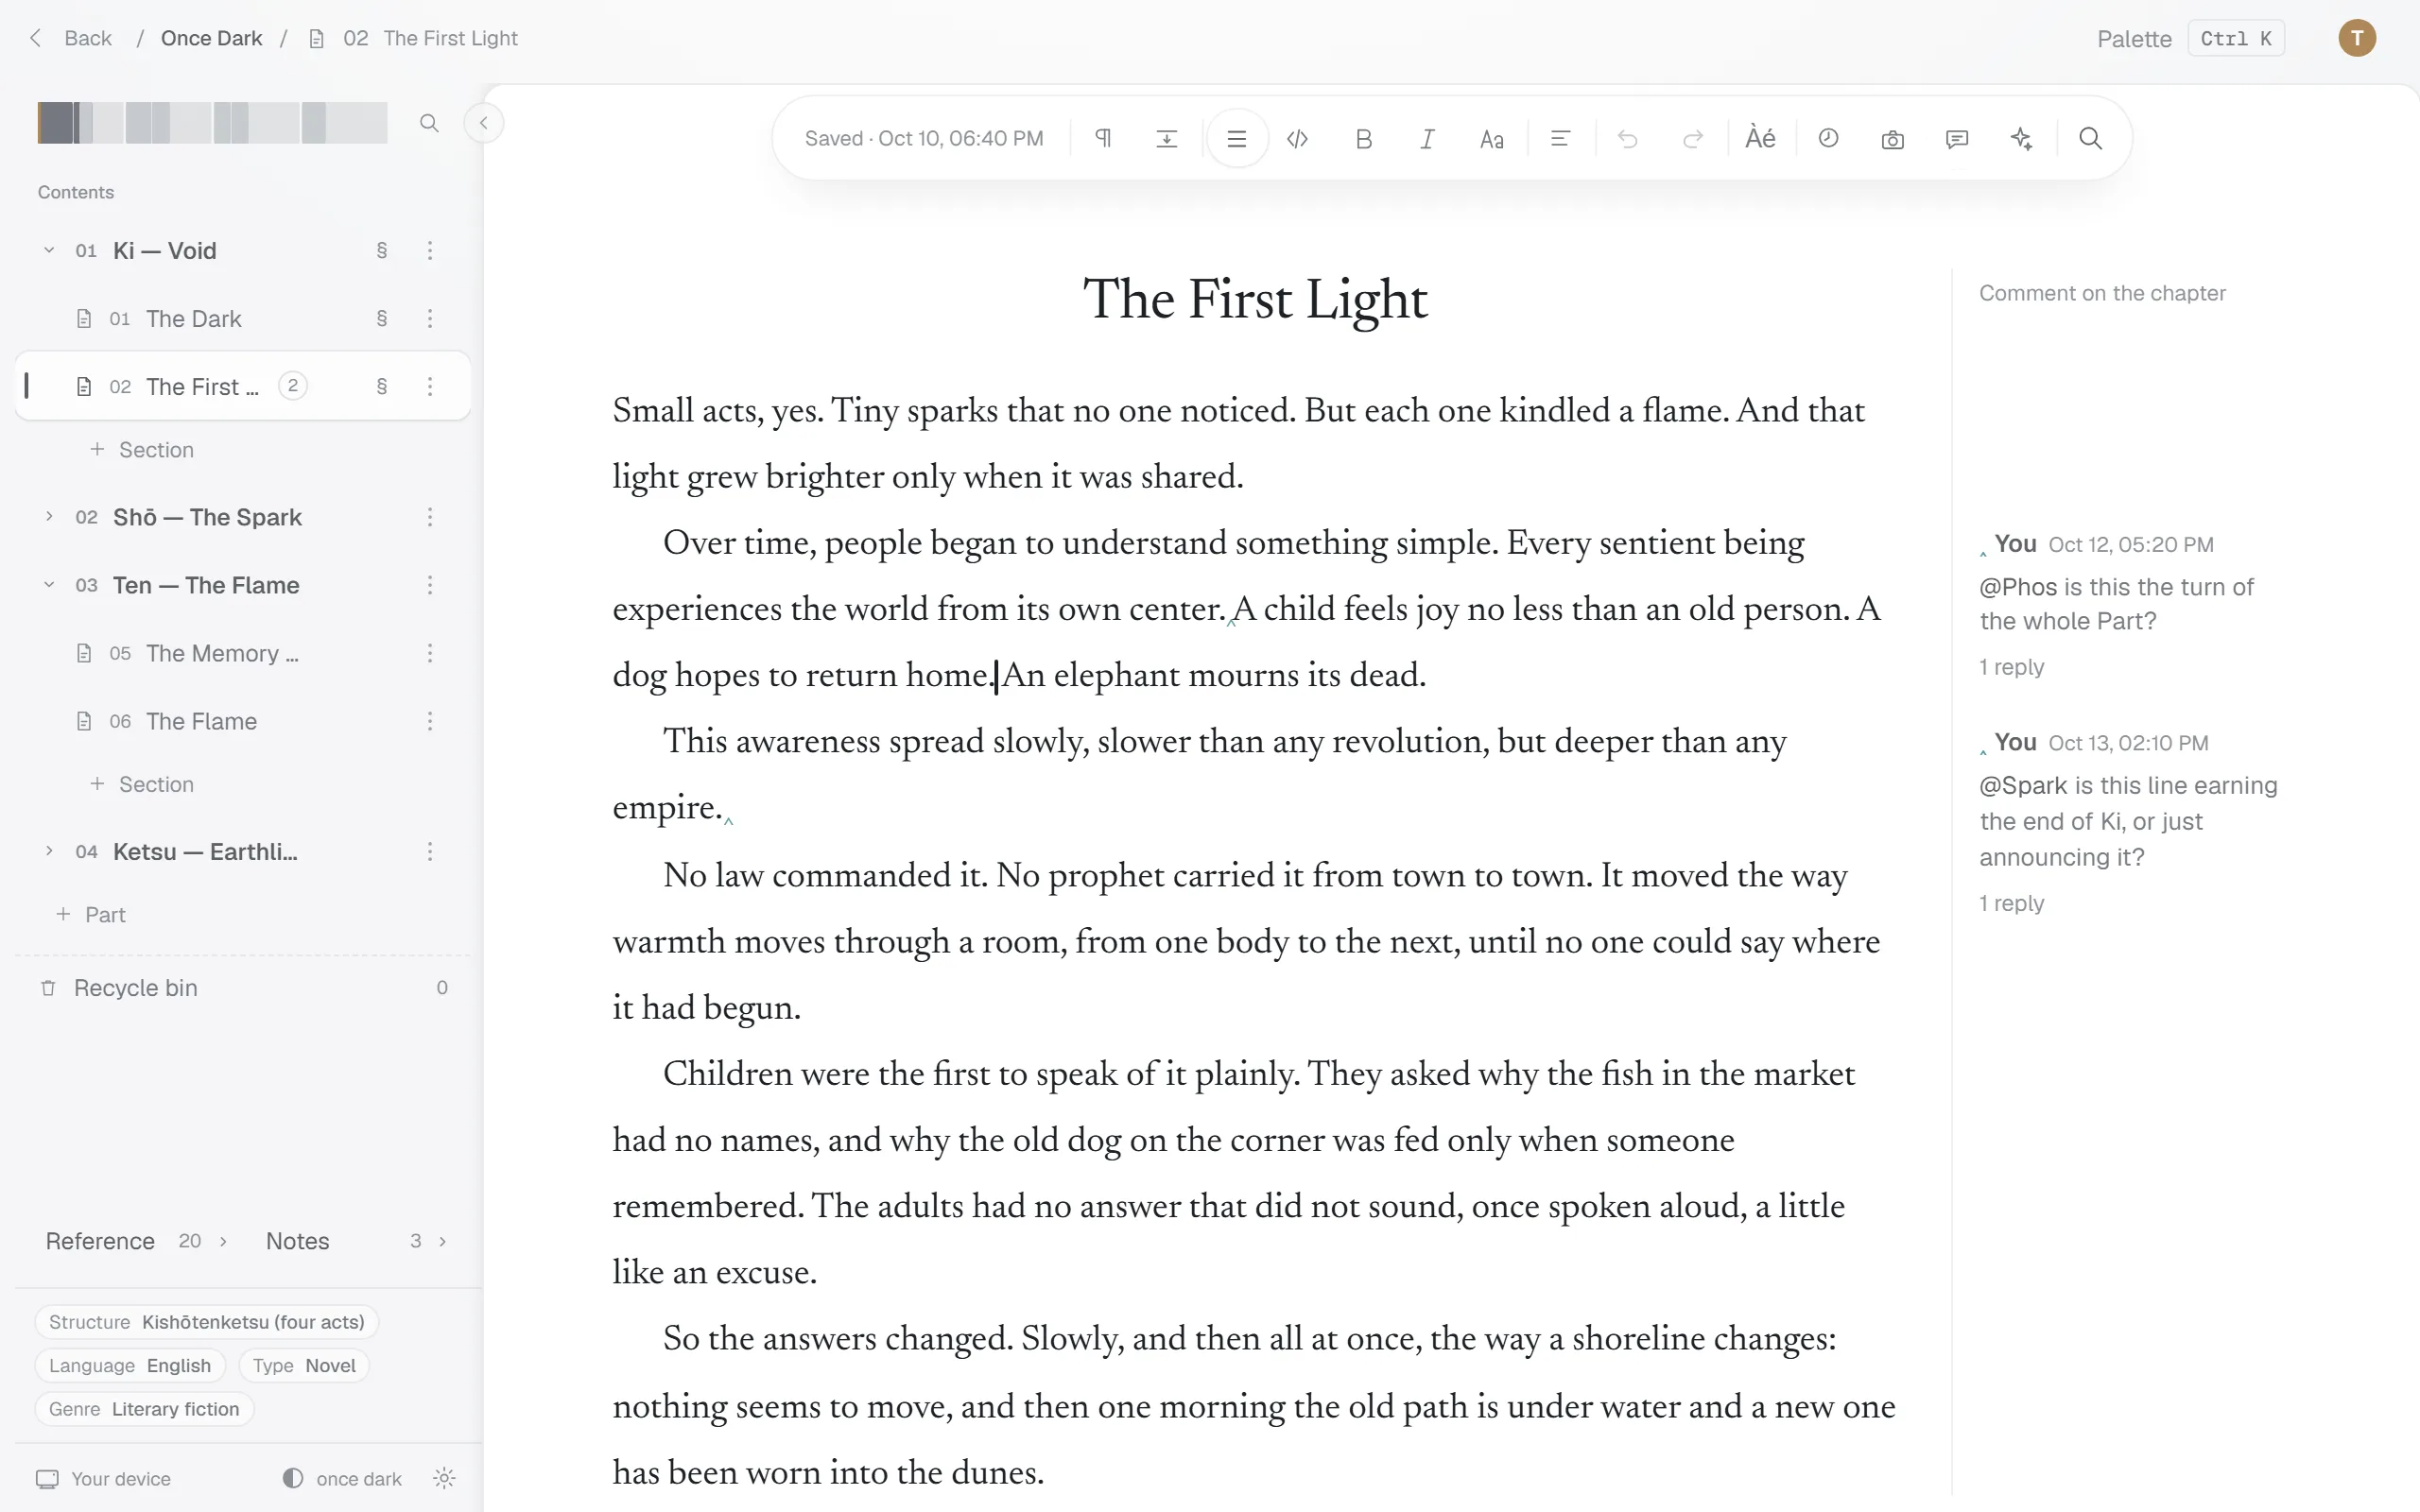 Back / Once Dark / 02 The First Light
Palette Ctrl K T
Saved · Oct 10, 06:40 PM ¶ B I Aa Àé
Contents
01 Ki — Void §
01 The Dark §
02 The First ... 2 §
+ Section
02 Shō — The Spark
03 Ten — The Flame
05 The Memory ...
06 The Flame
+ Section
04 Ketsu — Earthli...
+ Part
Recycle bin 0
Reference 20 Notes 3
Structure Kishōtenketsu (four acts)
Language English Type Novel
Genre Literary fiction
Your device once dark
The First Light
Small acts, yes. Tiny sparks that no one noticed. But each one kindled a flame. And that
light grew brighter only when it was shared.
Over time, people began to understand something simple. Every sentient being
experiences the world from its own center.‸A child feels joy no less than an old person. A
dog hopes to return home. An elephant mourns its dead.
This awareness spread slowly, slower than any revolution, but deeper than any
empire.‸
No law commanded it. No prophet carried it from town to town. It moved the way
warmth moves through a room, from one body to the next, until no one could say where
it had begun.
Children were the first to speak of it plainly. They asked why the fish in the market
had no names, and why the old dog on the corner was fed only when someone
remembered. The adults had no answer that did not sound, once spoken aloud, a little
like an excuse.
So the answers changed. Slowly, and then all at once, the way a shoreline changes:
nothing seems to move, and then one morning the old path is under water and a new one
has been worn into the dunes.
Comment on the chapter
‸ You Oct 12, 05:20 PM
@Phos is this the turn of
the whole Part?
1 reply
‸ You Oct 13, 02:10 PM
@Spark is this line earning
the end of Ki, or just
announcing it?
1 reply